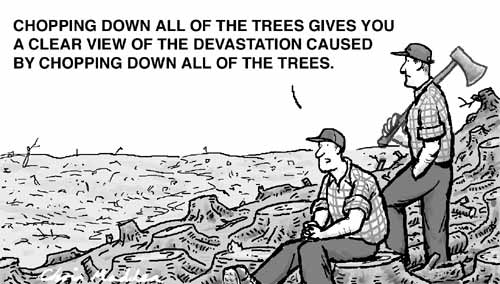 CHOPPING DOWN ALL OF THE TREES GIVES YOU
A CLEAR VIEW OF THE DEVASTATION CAUSED
BY CHOPPING DOWN ALL OF THE TREES.